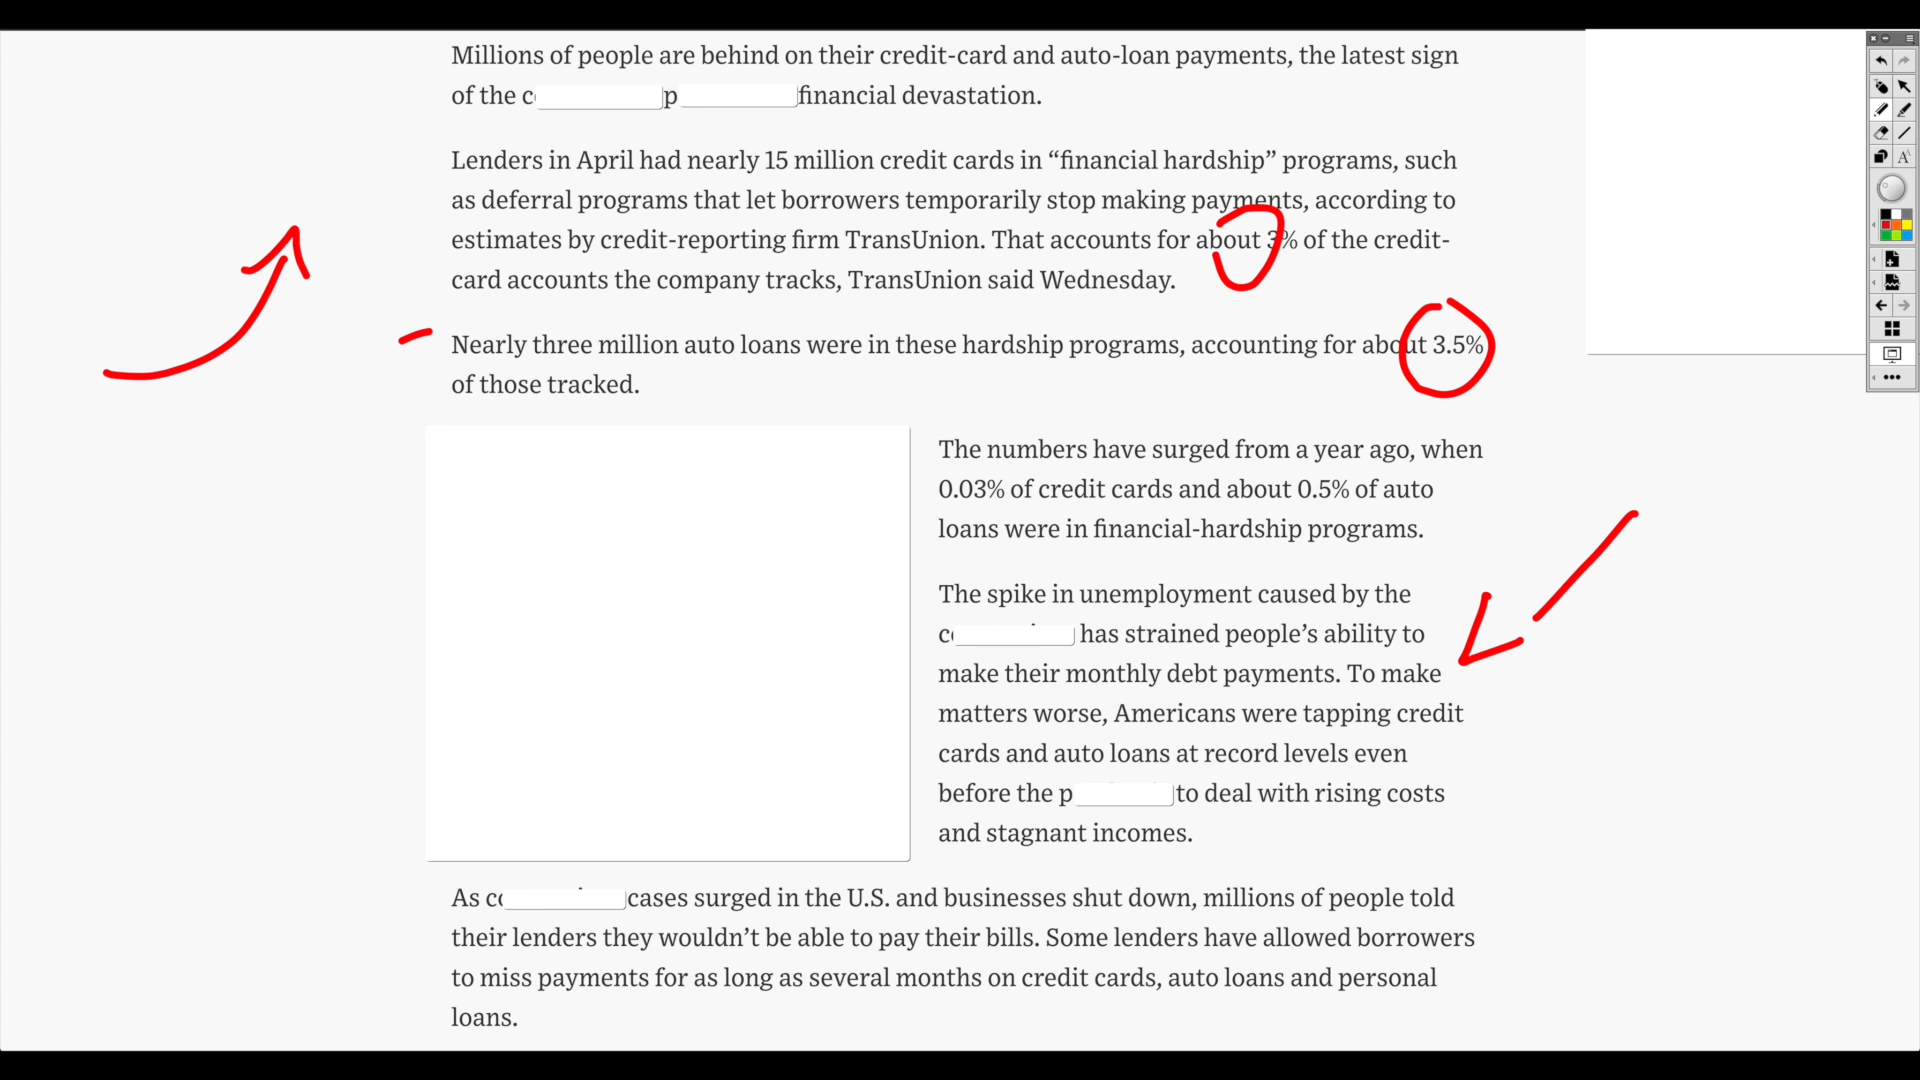 Millions of people are behind on their credit-card and auto-loan payments, the latest sign
of the c p financial devastation.
Lenders in April had nearly 15 million credit cards in “financial hardship” programs, such
as deferral programs that let borrowers temporarily stop making payments, according to
estimates by credit-reporting firm TransUnion. That accounts for about 3% of the credit-
card accounts the company tracks, TransUnion said Wednesday.
Nearly three million auto loans were in these hardship programs, accounting for about 3.5%
of those tracked.
The numbers have surged from a year ago, when
0.03% of credit cards and about 0.5% of auto
loans were in financial-hardship programs.
The spike in unemployment caused by the
c has strained people’s ability to
make their monthly debt payments. To make
matters worse, Americans were tapping credit
cards and auto loans at record levels even
before the p to deal with rising costs
and stagnant incomes.
As c cases surged in the U.S. and businesses shut down, millions of people told
their lenders they wouldn’t be able to pay their bills. Some lenders have allowed borrowers
to miss payments for as long as several months on credit cards, auto loans and personal
loans.